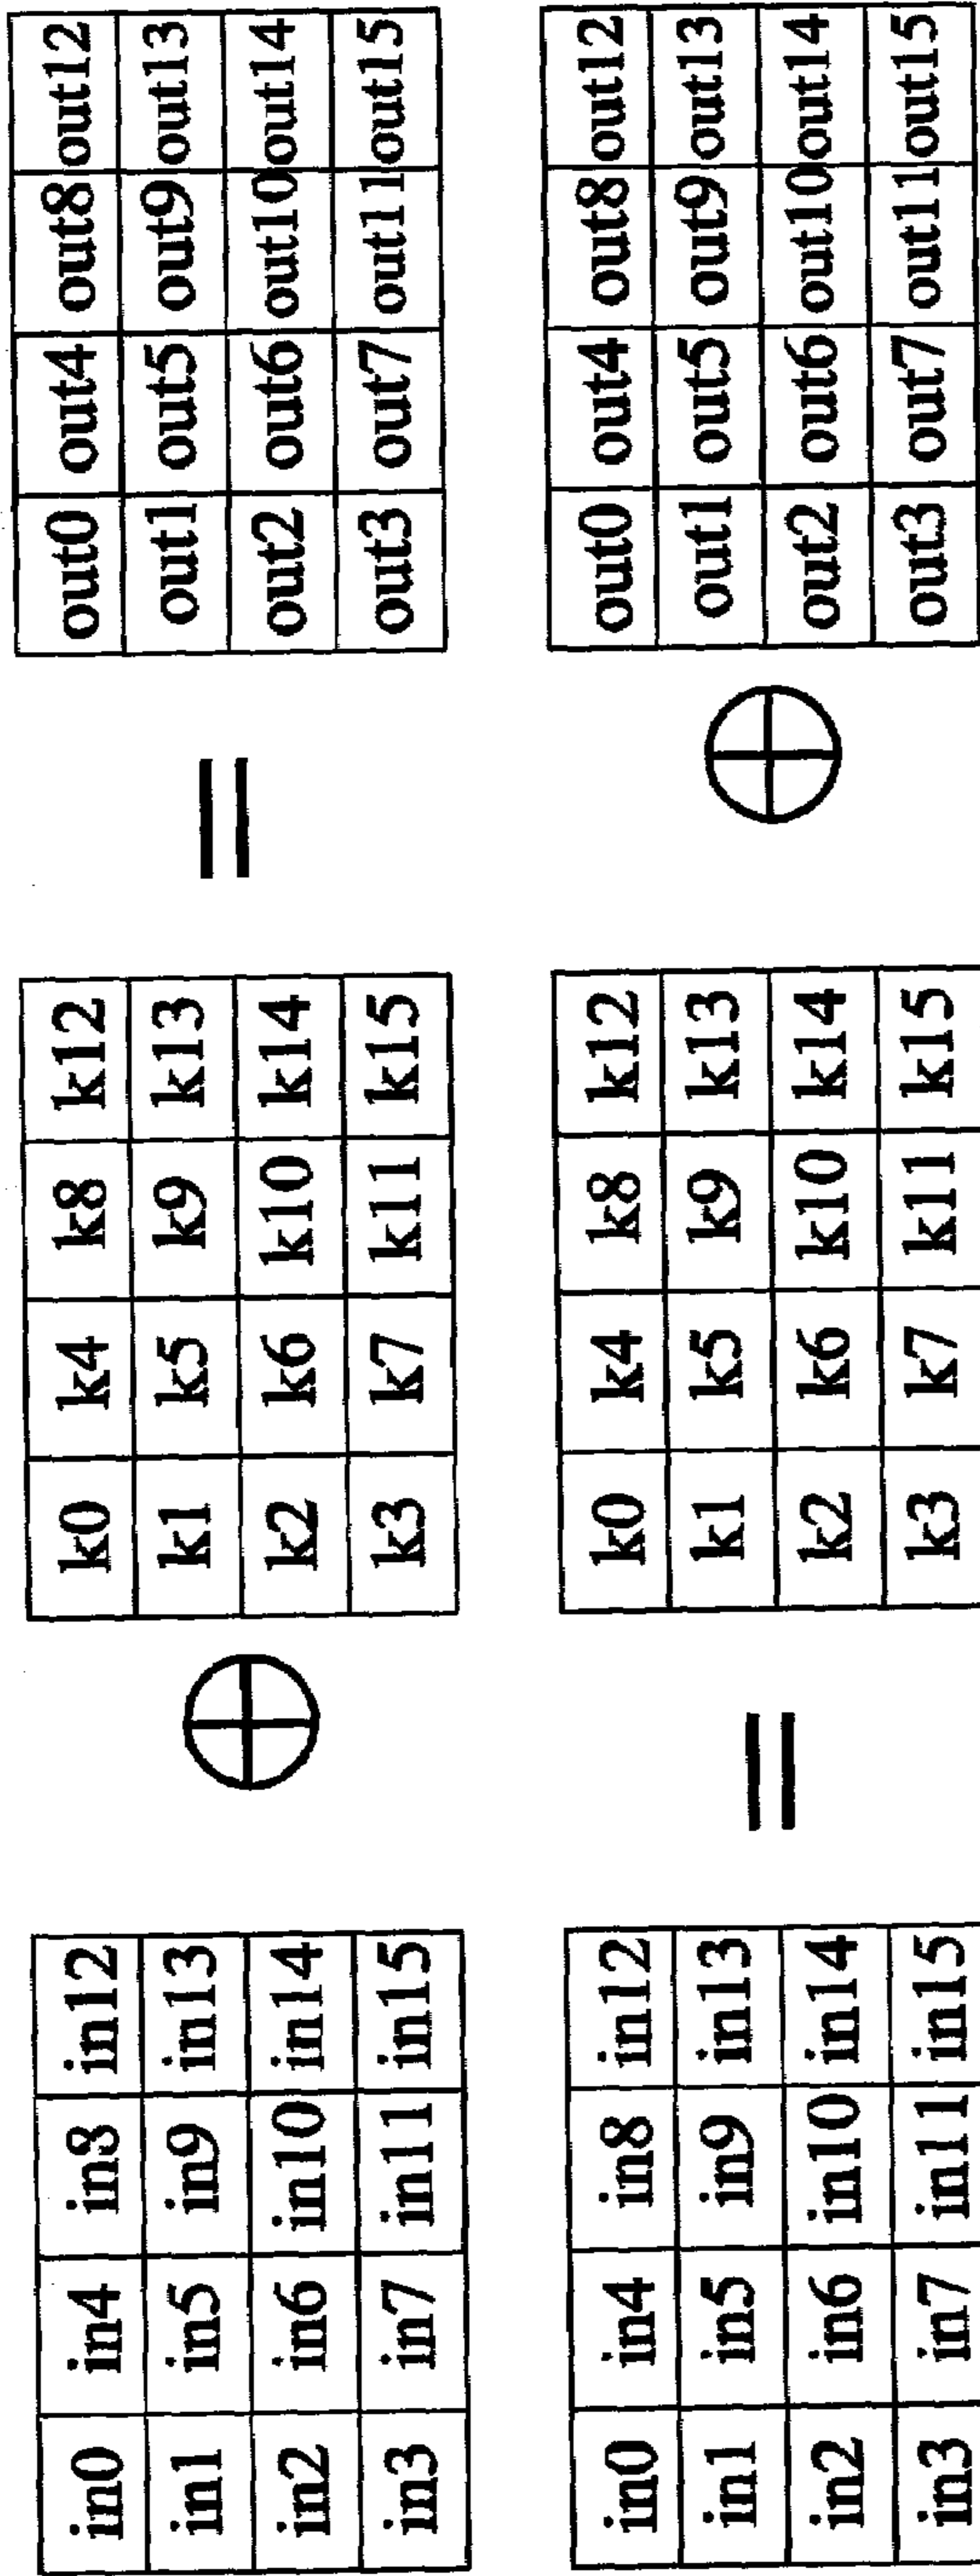 in0 in4 in8 in12 k0 k4 k8 k12 out0 out4 out8 out12
in1 in5 in9 in13 k1 k5 k9 k13 out1 out5 out9 out13
⊕ =
in2 in6 in10 in14 k2 k6 k10 k14 out2 out6 out10 out14
in3 in7 in11 in15 k3 k7 k11 k15 out3 out7 out11 out15
in0 in4 in8 in12 k0 k4 k8 k12 out0 out4 out8 out12
in1 in5 in9 in13 k1 k5 k9 k13 out1 out5 out9 out13
= ⊕
in2 in6 in10 in14 k2 k6 k10 k14 out2 out6 out10 out14
in3 in7 in11 in15 k3 k7 k11 k15 out3 out7 out11 out15